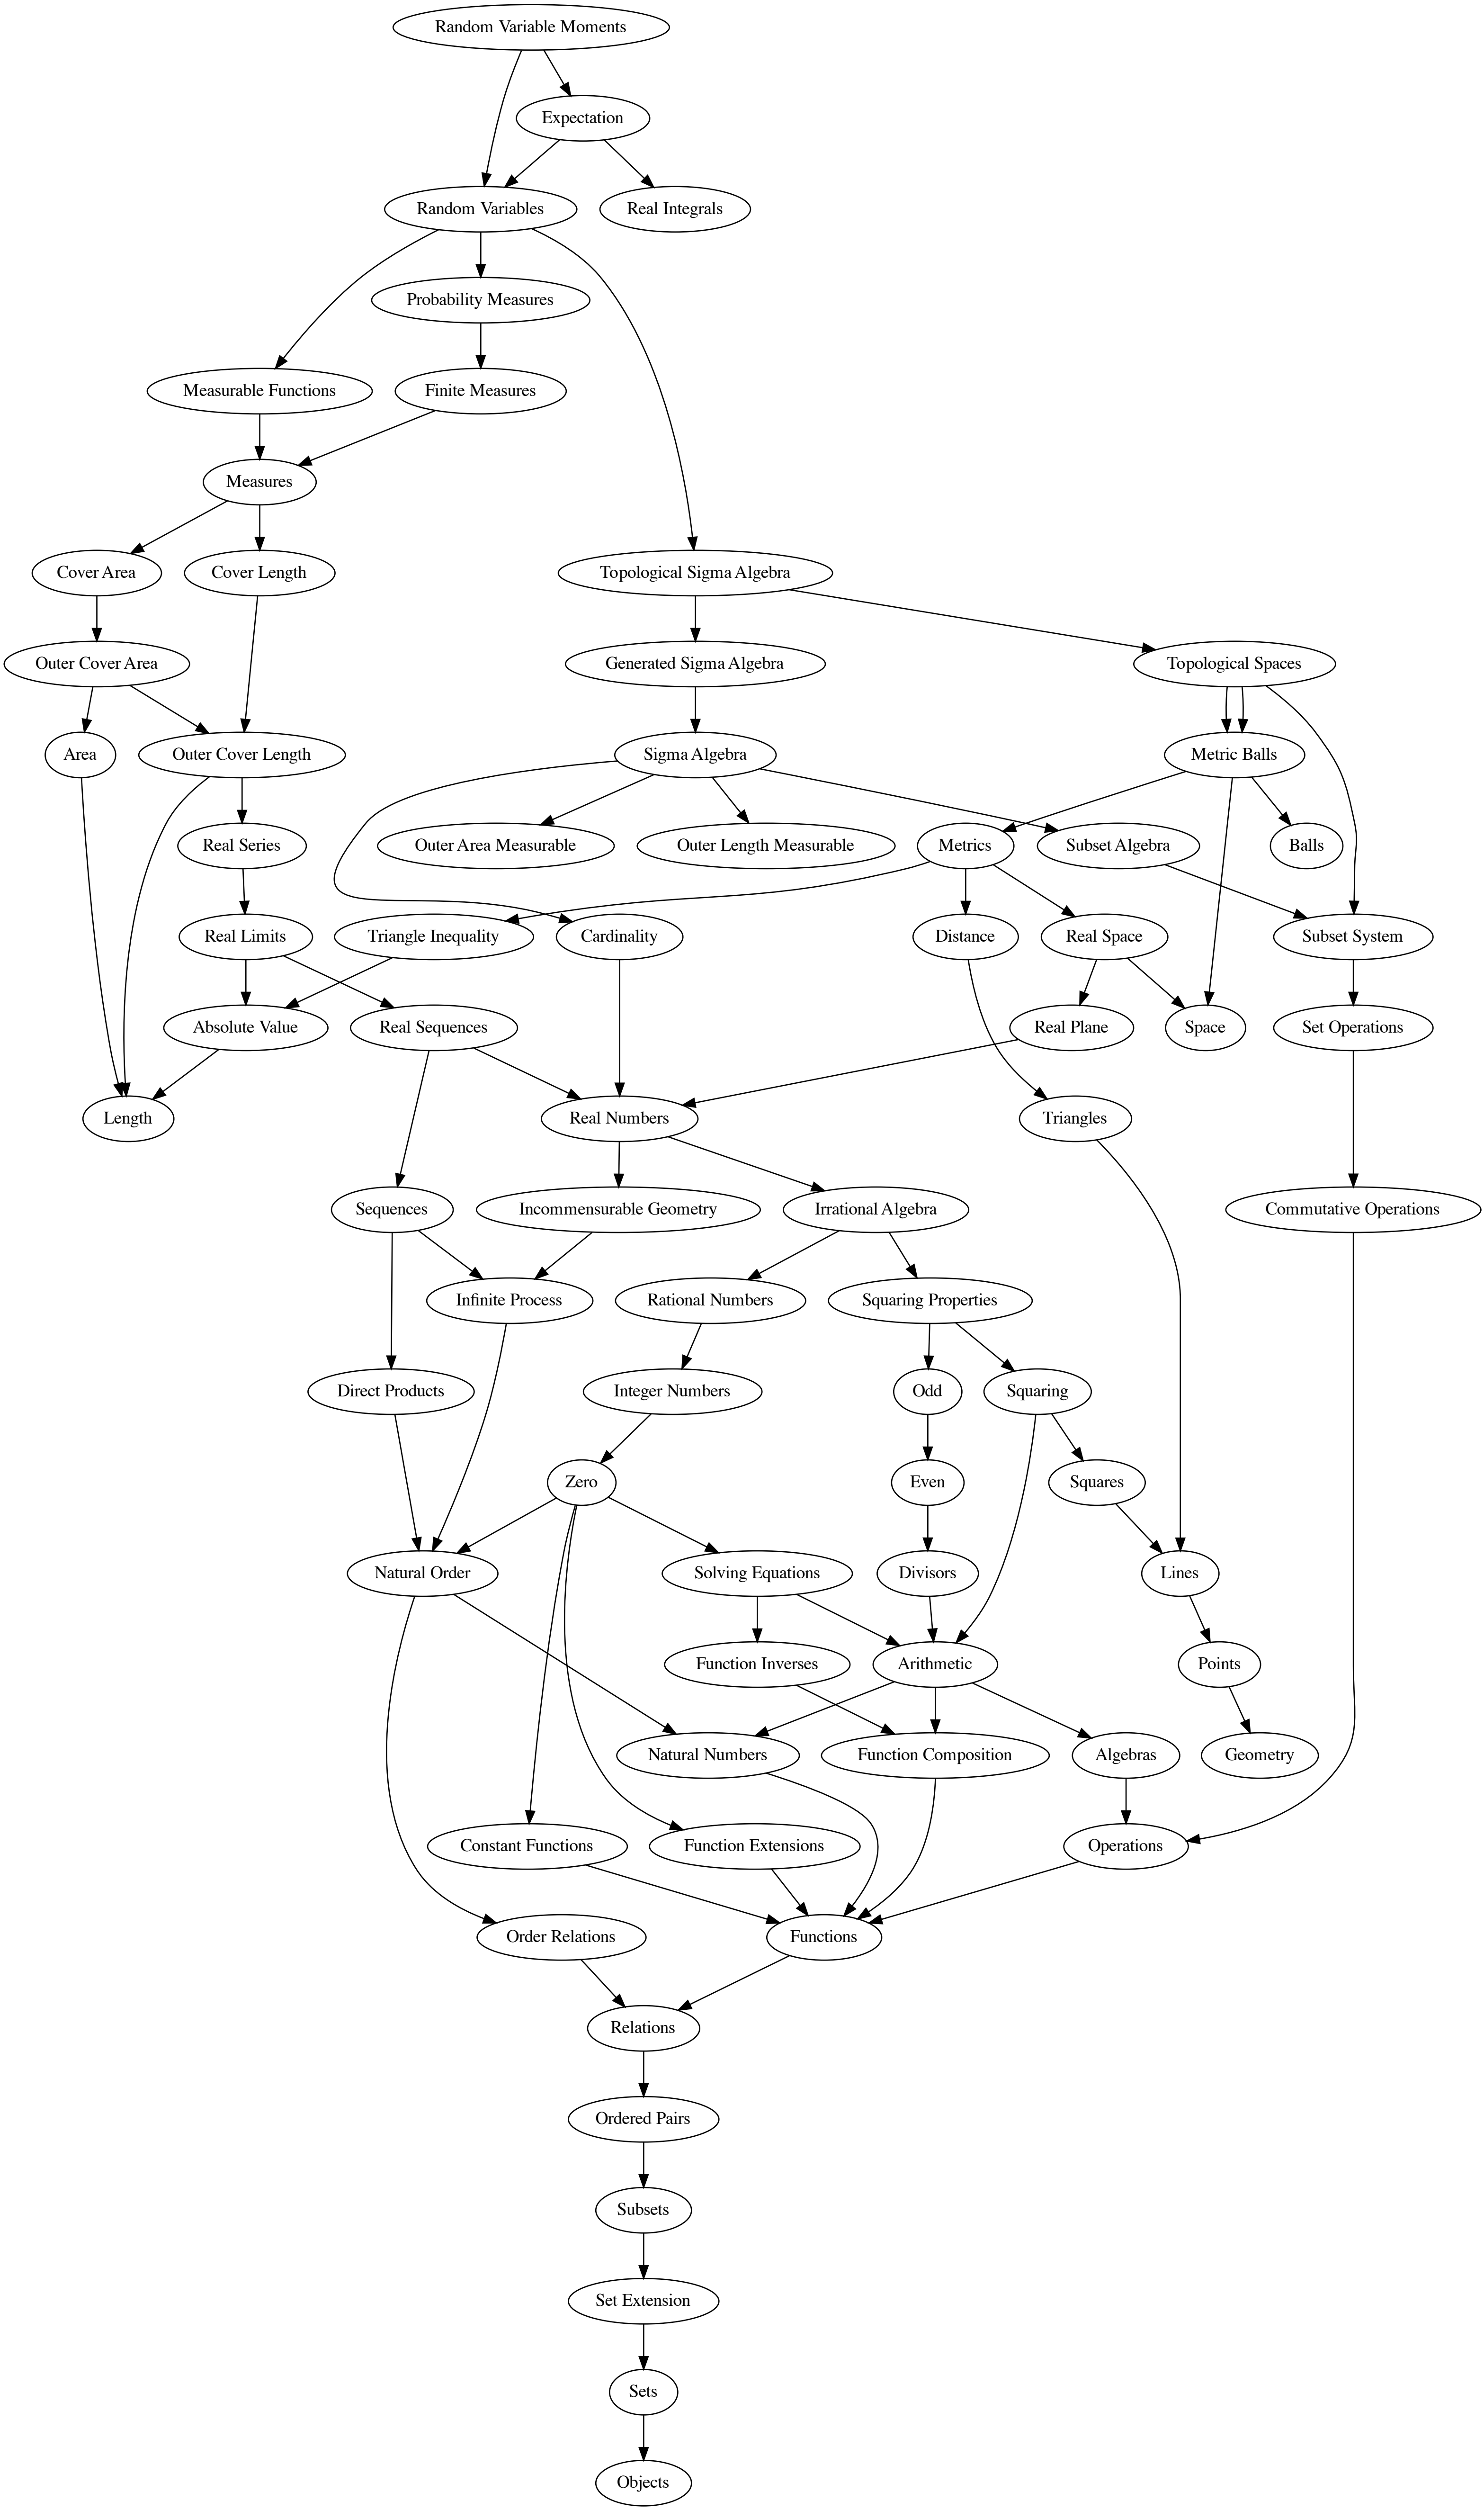 Random Variable Moments
Expectation
Random Variables
Real Integrals
Probability Measures
Measurable Functions
Finite Measures
Measures
Cover Area
Cover Length
Topological Sigma Algebra
Outer Cover Area
Generated Sigma Algebra
Topological Spaces
Area
Outer Cover Length
Sigma Algebra
Metric Balls
Real Series
Outer Area Measurable
Outer Length Measurable
Metrics
Subset Algebra
Balls
Real Limits
Triangle Inequality
Cardinality
Distance
Real Space
Subset System
Absolute Value
Real Sequences
Real Plane
Space
Set Operations
Length
Real Numbers
Triangles
Sequences
Incommensurable Geometry
Irrational Algebra
Commutative Operations
Infinite Process
Rational Numbers
Squaring Properties
Direct Products
Integer Numbers
Odd
Squaring
Zero
Even
Squares
Natural Order
Solving Equations
Divisors
Lines
Function Inverses
Arithmetic
Points
Natural Numbers
Function Composition
Algebras
Geometry
Constant Functions
Function Extensions
Operations
Order Relations
Functions
Relations
Ordered Pairs
Subsets
Set Extension
Sets
Objects